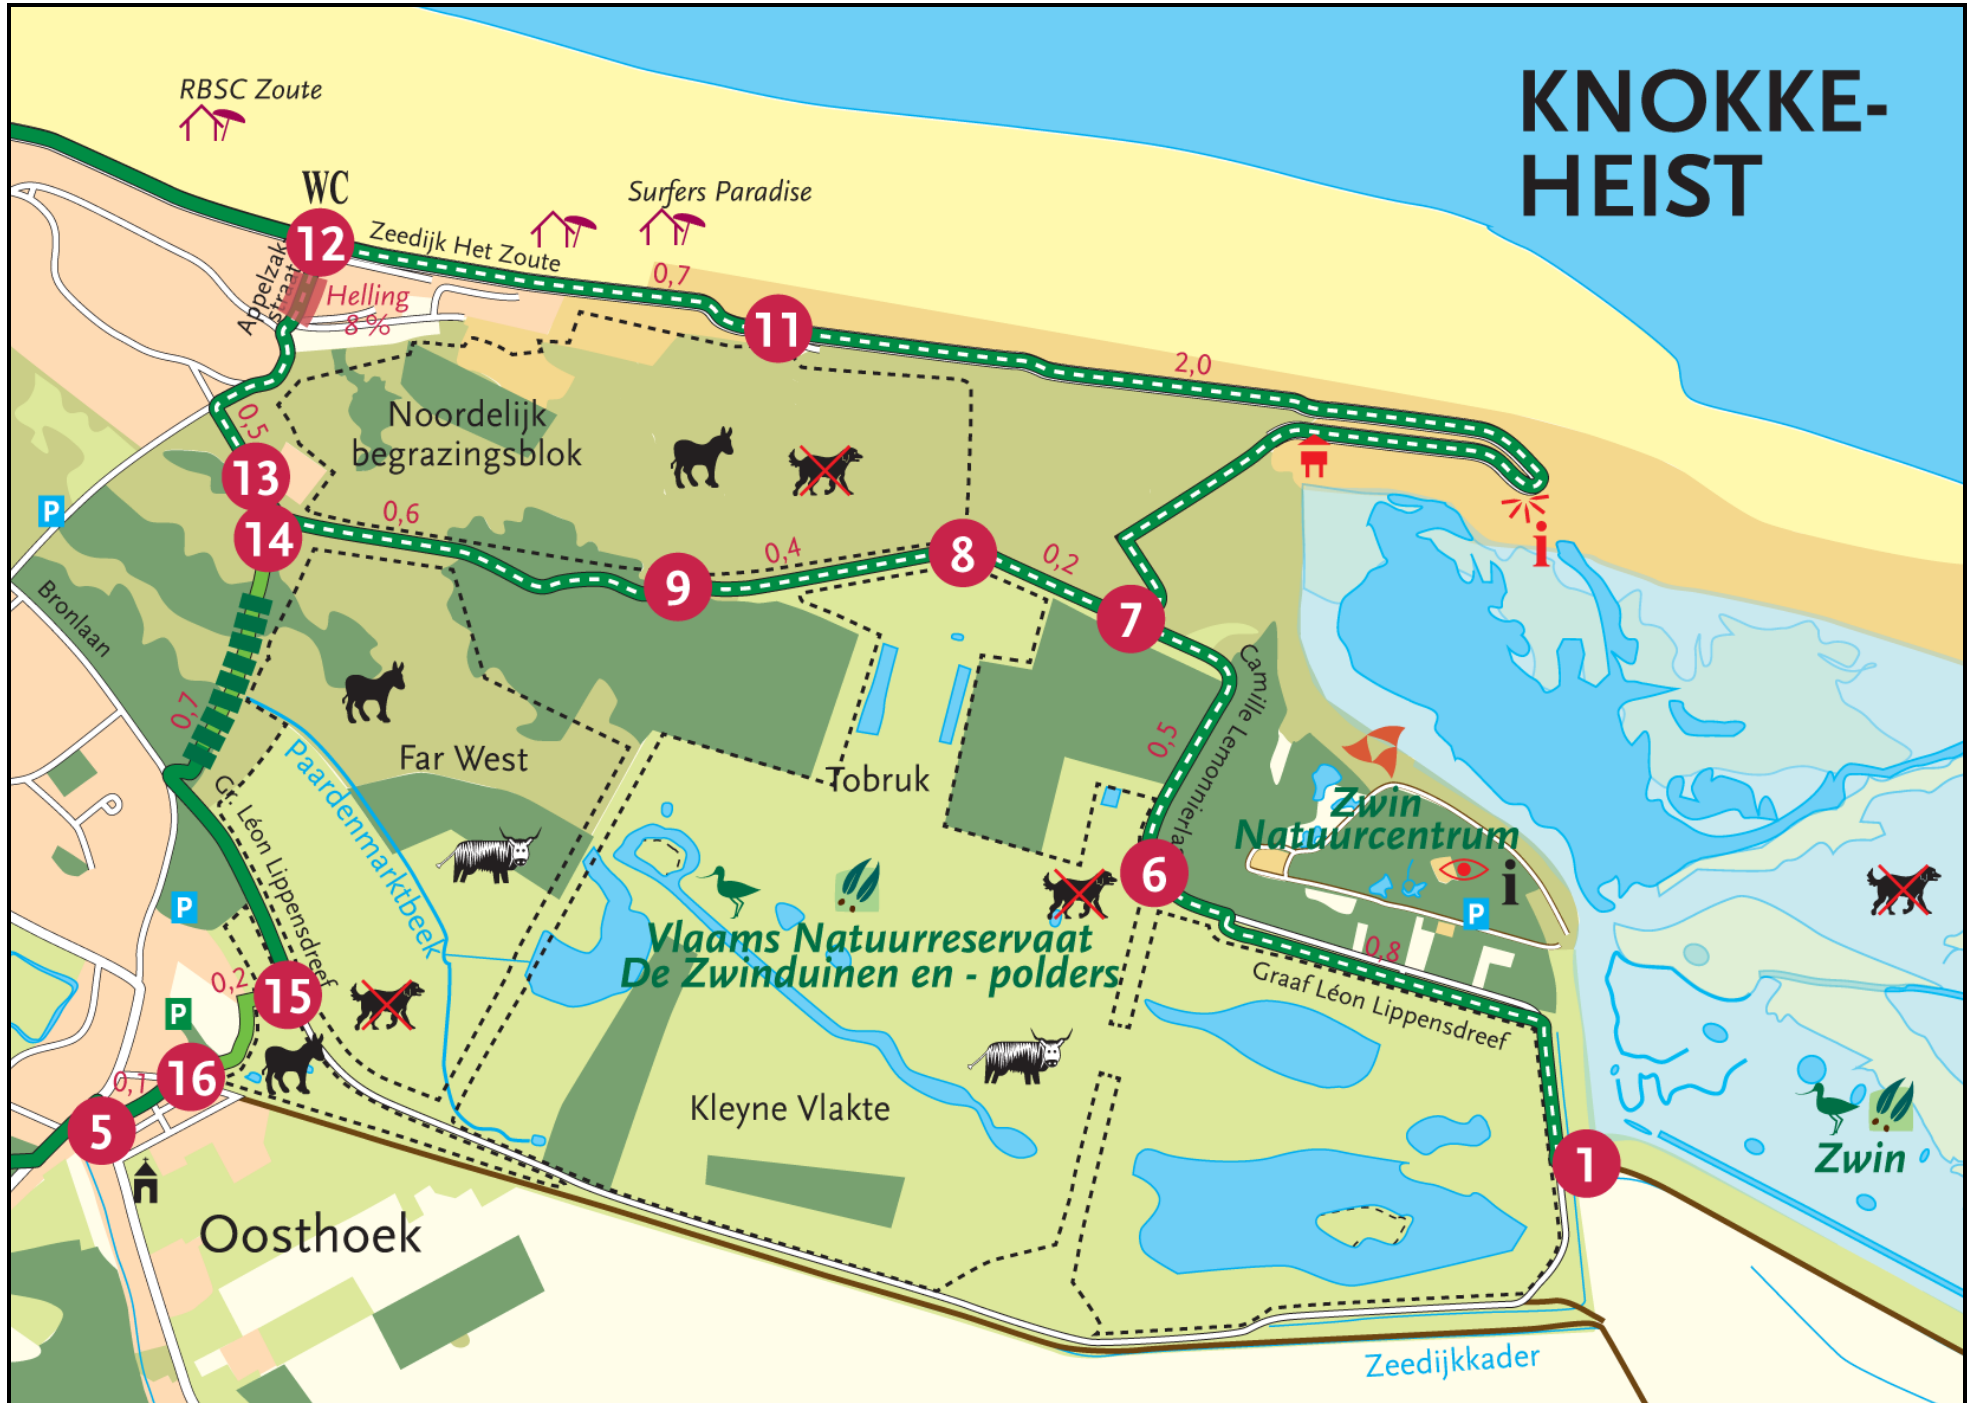 KNOKKE-
HEIST
RBSC Zoute
WC
Surfers Paradise
12
Zeedijk Het Zoute
0,7
Appelzak-
straat
Helling
8%
11
2,0
Noordelijk
begrazingsblok
0,5
13
14
0,6
P
9
0,4
8
0,2
7
i
Bronlaan
0,7
Far West
Paardenmarktbeek
Gr. Léon Lippensdreef
Tobruk
0,5
Camille Lemonnierlaan
Zwin
Natuurcentrum
6
i
P
P
Vlaams Natuurreservaat
De Zwinduinen en - polders
0,8
Graaf Léon Lippensdreef
0,2
15
P
16
0,1
5
Kleyne Vlakte
1
Zwin
Oosthoek
Zeedijkkader